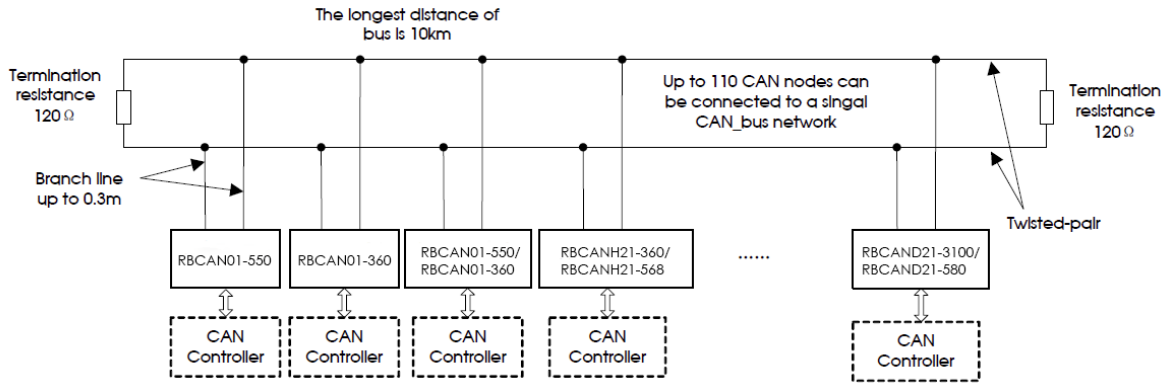 The longest distance of
bus is 10km
Termination
resistance
120Ω
Up to 110 CAN nodes can
be connected to a singal
CAN_bus network
Termination
resistance
120Ω
Branch line
up to 0.3m
Twisted-pair
RBCAN01-550
RBCAN01-360
RBCAN01-550/
RBCAN01-360
RBCANH21-360/
RBCANH21-568
......
RBCAND21-3100/
RBCAND21-580
CAN
Controller
CAN
Controller
CAN
Controller
CAN
Controller
CAN
Controller